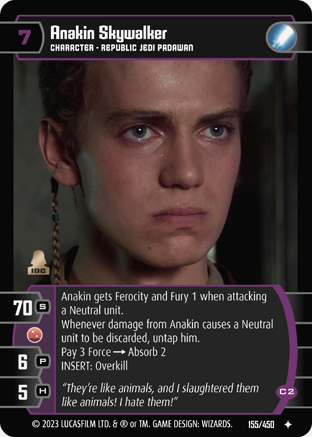 7
Anakin Skywalker
CHARACTER • REPUBLIC JEDI PADAWAN
IDC
70 S
Anakin gets Ferocity and Fury 1 when attacking
a Neutral unit.
Whenever damage from Anakin causes a Neutral
unit to be discarded, untap him.
6 P
Pay 3 Force → Absorb 2
INSERT: Overkill
5 H
“They’re like animals, and I slaughtered them
like animals! I hate them!”
C 2
© 2023 LUCASFILM LTD. & ® or TM. GAME DESIGN: WIZARDS.
155/450